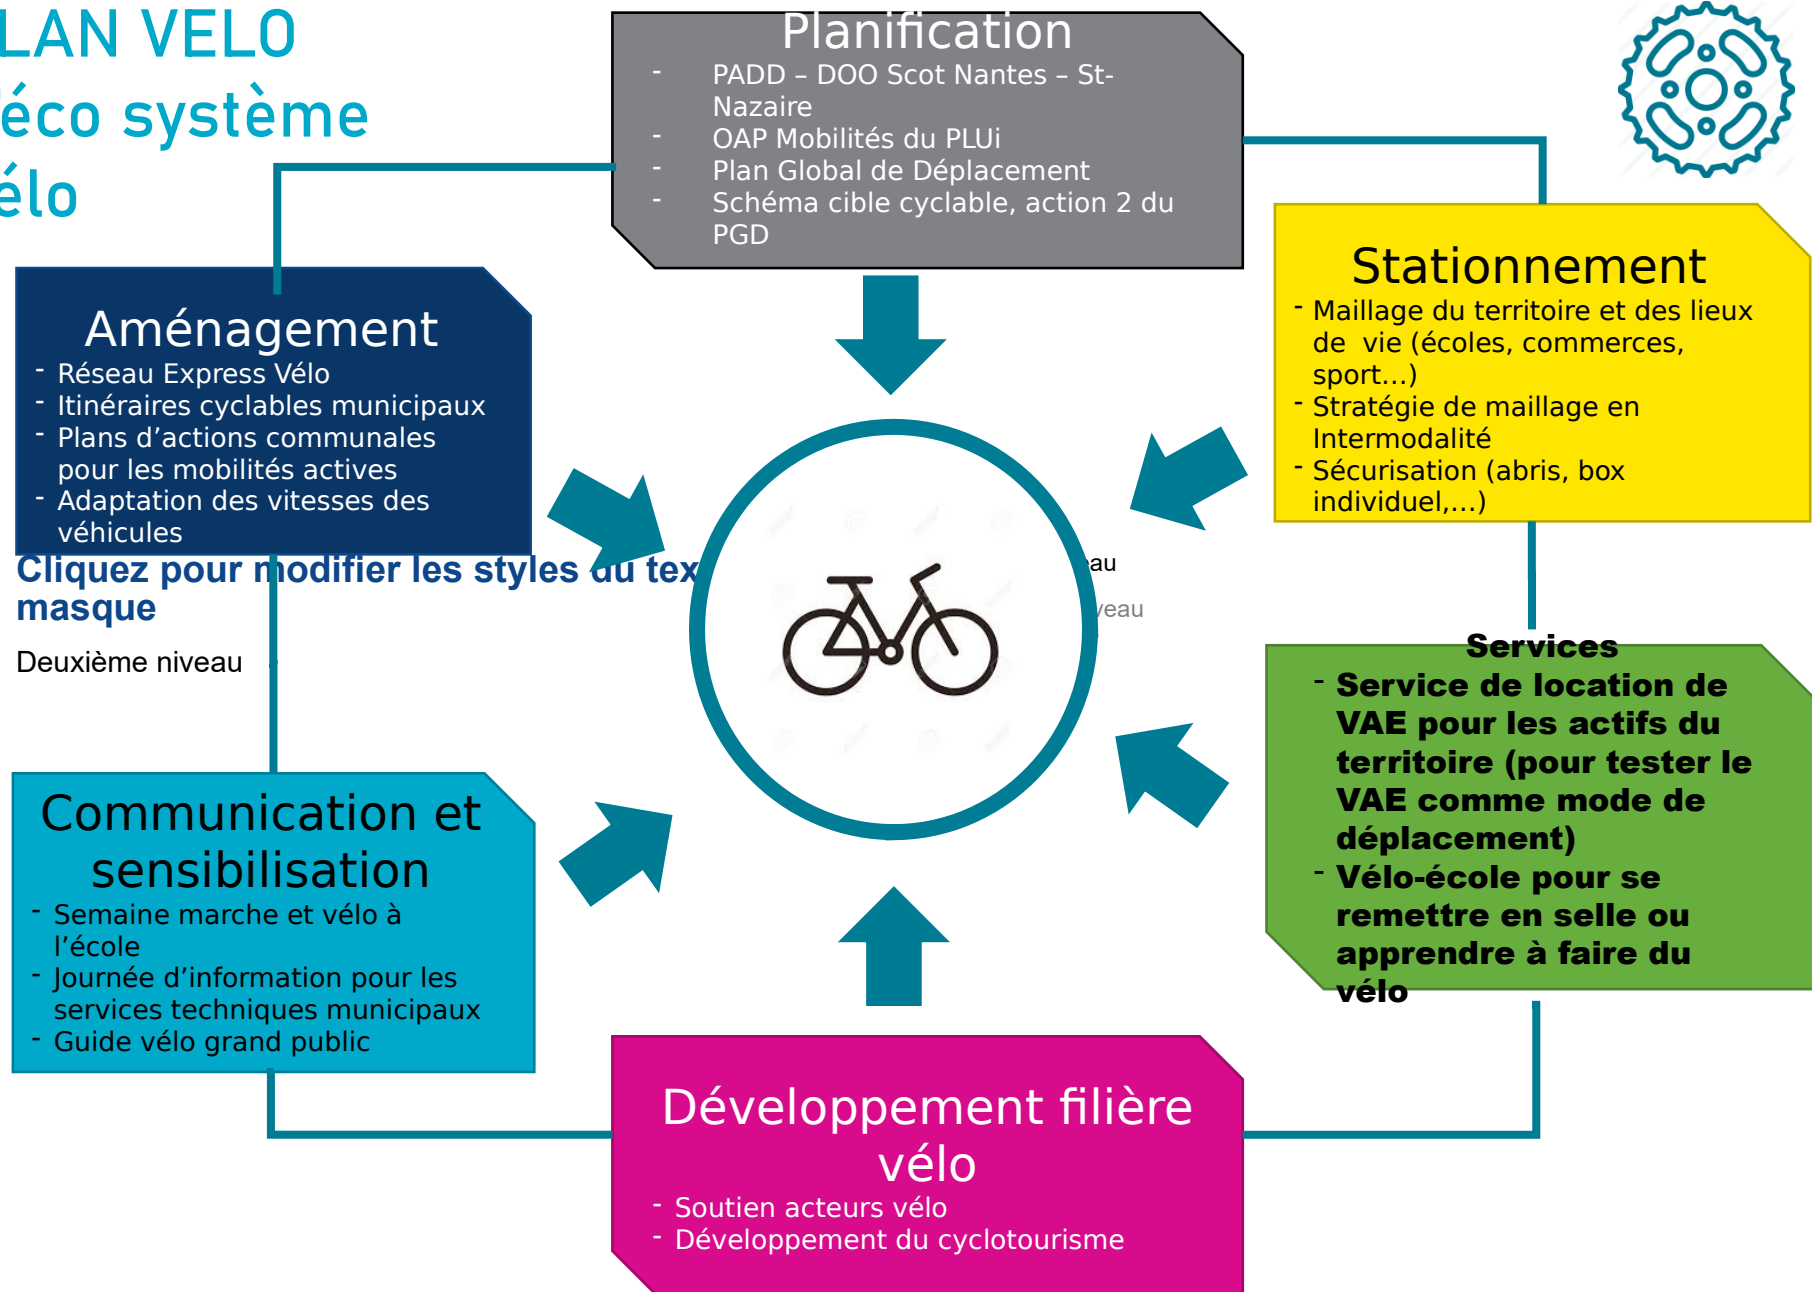 LAN VELO
éco système
élo
Planification
- PADD – DOO Scot Nantes – St-
Nazaire
- OAP Mobilités du PLUi
- Plan Global de Déplacement
- Schéma cible cyclable, action 2 du
PGD
Aménagement
- Réseau Express Vélo
- Itinéraires cyclables municipaux
- Plans d’actions communales
pour les mobilités actives
- Adaptation des vitesses des
véhicules
Stationnement
- Maillage du territoire et des lieux
de vie (écoles, commerces,
sport…)
- Stratégie de maillage en
Intermodalité
- Sécurisation (abris, box
individuel,…)
Cliquez pour modifier les styles du tex
masque
Deuxième niveau
eau
veau
Services
- Service de location de
VAE pour les actifs du
territoire (pour tester le
VAE comme mode de
déplacement)
- Vélo-école pour se
remettre en selle ou
apprendre à faire du
vélo
Communication et
sensibilisation
- Semaine marche et vélo à
l’école
- Journée d’information pour les
services techniques municipaux
- Guide vélo grand public
Développement filière
vélo
- Soutien acteurs vélo
- Développement du cyclotourisme